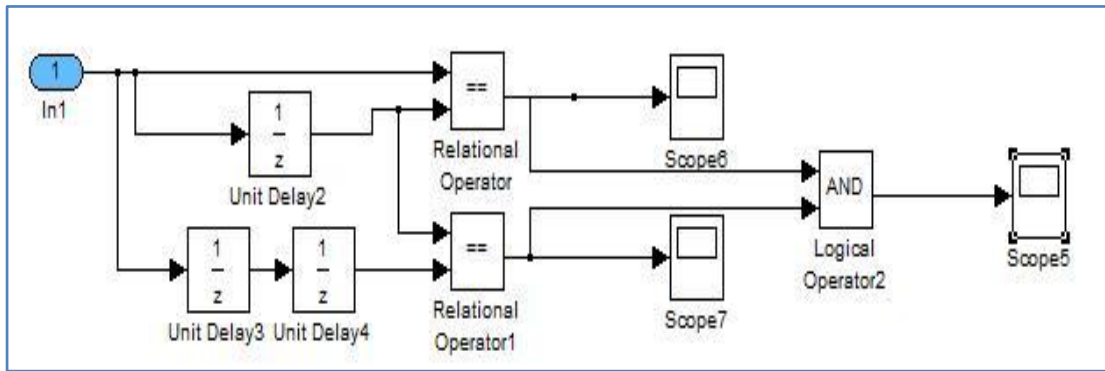 1
In1
1
z
Unit Delay2
==
Relational
Operator
Scope6
AND
Logical
Operator2
Scope5
1
z
Unit Delay3
1
z
Unit Delay4
==
Relational
Operator1
Scope7